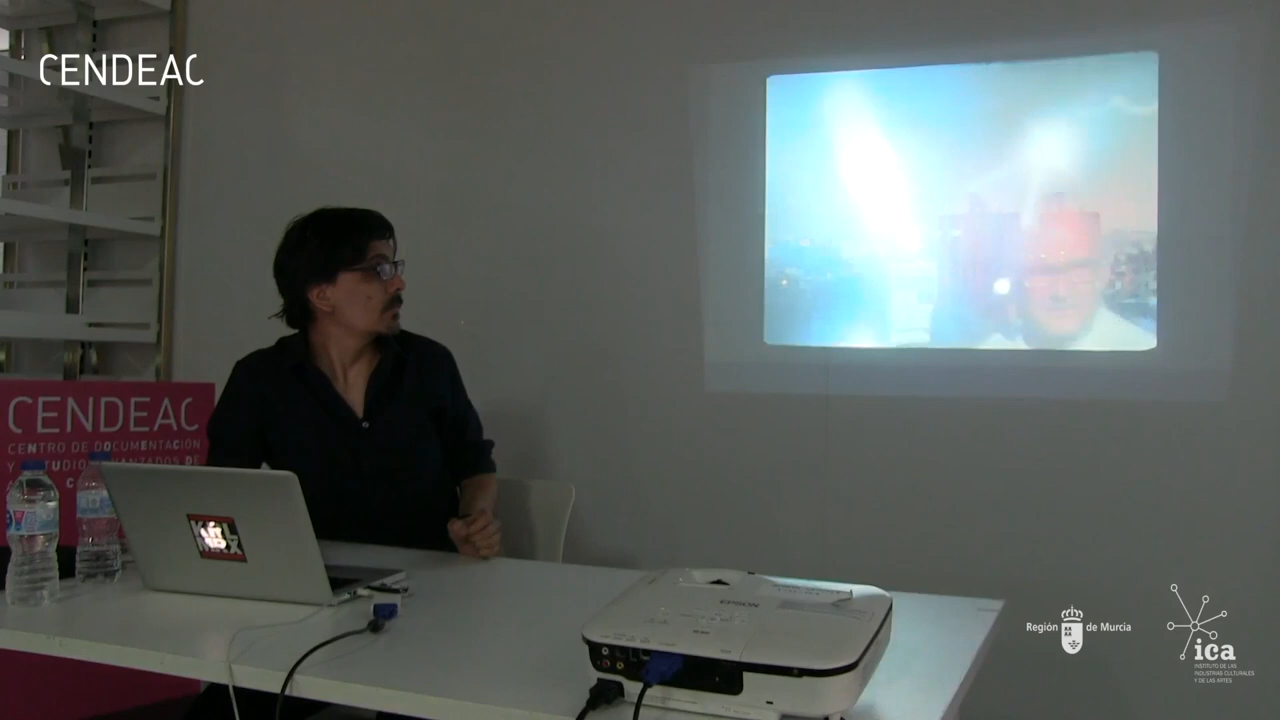 CENDEAC
CENDEAC
CENTRO DE DOCUMENTACIÓN
EPSON
Región de Murcia
ica
INSTITUTO DE LAS
INDUSTRIAS CULTURALES
Y DE LAS ARTES